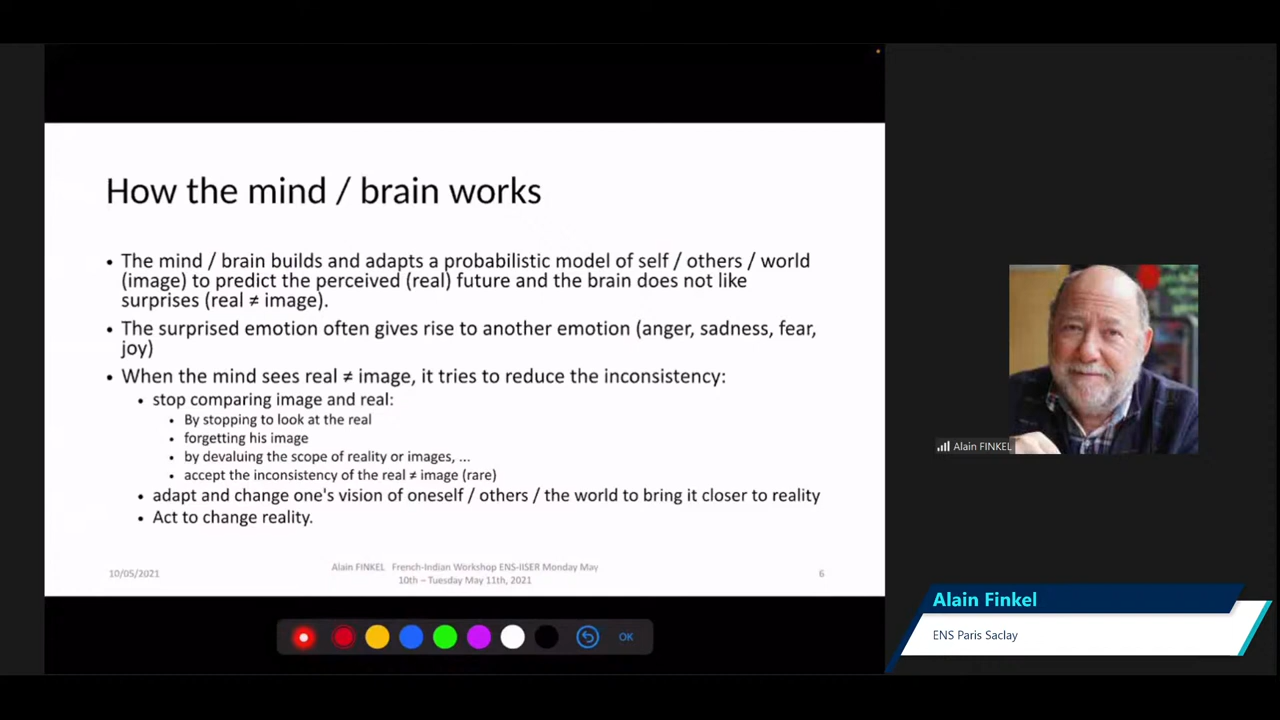 How the mind / brain works
• The mind / brain builds and adapts a probabilistic model of self / others / world
(image) to predict the perceived (real) future and the brain does not like
surprises (real ≠ image).
• The surprised emotion often gives rise to another emotion (anger, sadness, fear,
joy)
• When the mind sees real ≠ image, it tries to reduce the inconsistency:
• stop comparing image and real:
• By stopping to look at the real
• forgetting his image
• by devaluing the scope of reality or images, ...
• accept the inconsistency of the real ≠ image (rare)
• adapt and change one's vision of oneself / others / the world to bring it closer to reality
• Act to change reality.
10/05/2021
Alain FINKEL French-Indian Workshop ENS-IISER Monday May
10th – Tuesday May 11th, 2021
6
OK
Alain FINKEL
Alain Finkel
ENS Paris Saclay